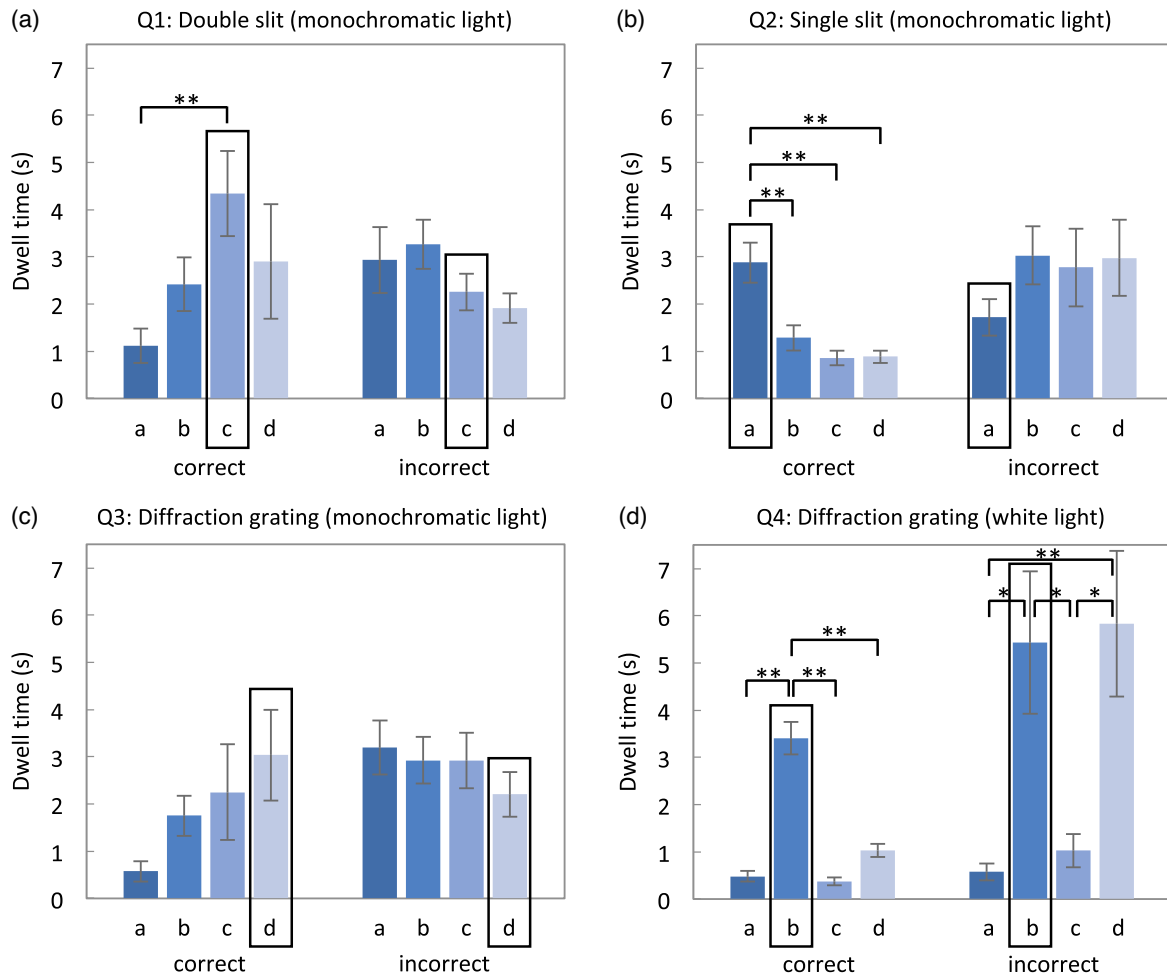 (a) Q1: Double slit (monochromatic light)
Dwell time (s)
7
6
5
4
3
2
1
0
**
a b c d a b c d
correct incorrect
(b) Q2: Single slit (monochromatic light)
Dwell time (s)
7
6
5
4
3
2
1
0
**
**
**
a b c d a b c d
correct incorrect
(c) Q3: Diffraction grating (monochromatic light)
Dwell time (s)
7
6
5
4
3
2
1
0
a b c d a b c d
correct incorrect
(d) Q4: Diffraction grating (white light)
Dwell time (s)
7
6
5
4
3
2
1
0
**
** **
**
* * *
a b c d a b c d
correct incorrect